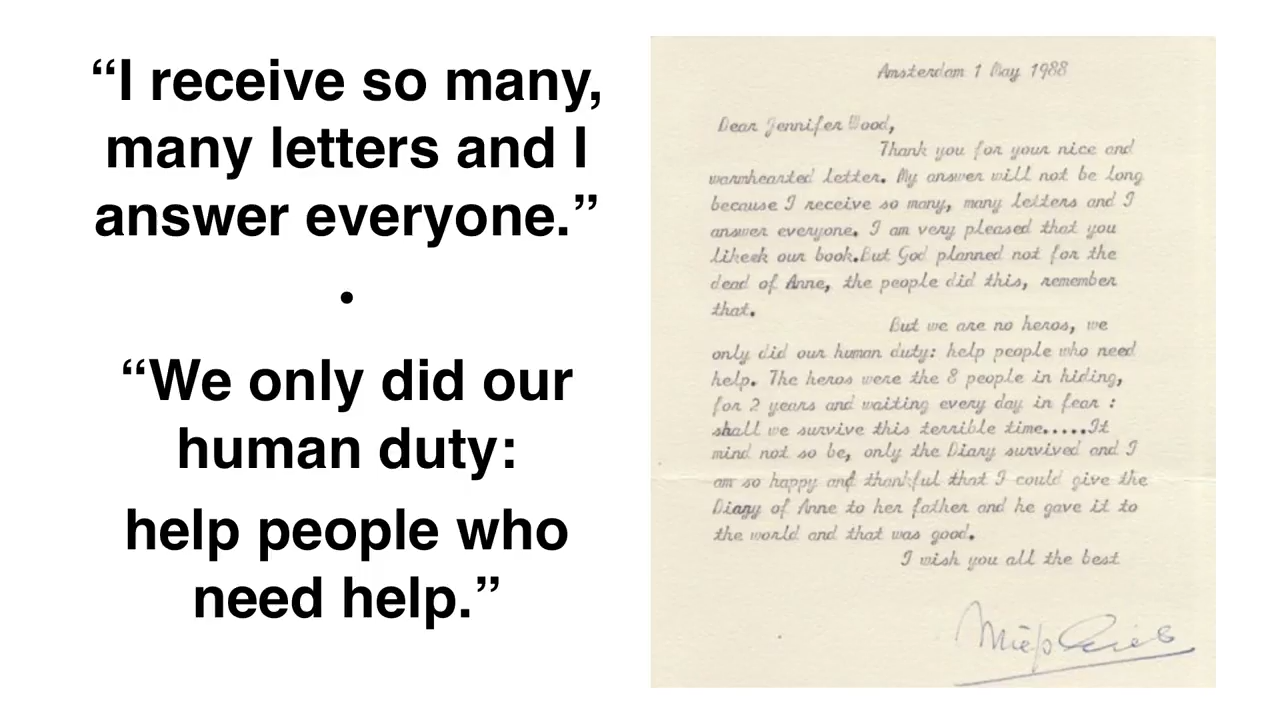 “I receive so many,
many letters and I
answer everyone.”
•
“We only did our
human duty:
help people who
need help.”
Amsterdam 1 May 1988
Dear Jennifer Wood,
Thank you for your nice and
warmhearted letter. My answer will not be long
because I receive so many, many letters and I
answer everyone. I am very pleased that you
likeek our book.But God planned not for the
dead of Anne, the people did this, remember
that.
But we are no heros, we
only did our human duty: help people who need
help. The heros were the 8 people in hiding,
for 2 years and waiting every day in fear :
shall we survive this terrible time.....It
mind not so be, only the Diary survived and I
am so happy and thankful that I could give the
Diary of Anne to her father and he gave it to
the world and that was good.
I wish you all the best
Miep Gies